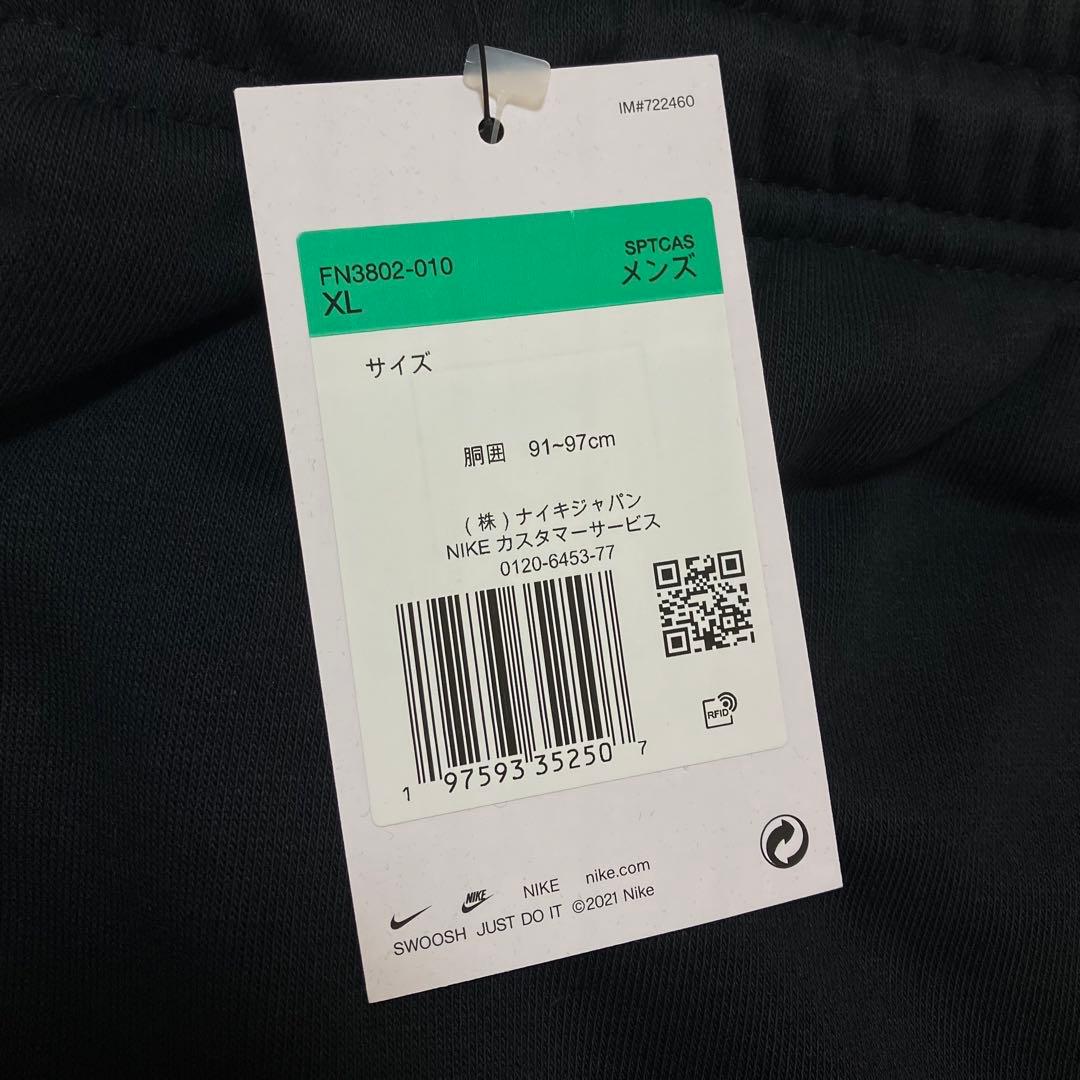 IM#722460
FN3802-010
SPTCAS
XL
メンズ
サイズ
胴囲 91~97cm
(株)ナイキジャパン
NIKE カスタマーサービス
0120-6453-77
RFID
1 97593 35250 7
NIKE NIKE nike.com
SWOOSH JUST DO IT ©2021 Nike